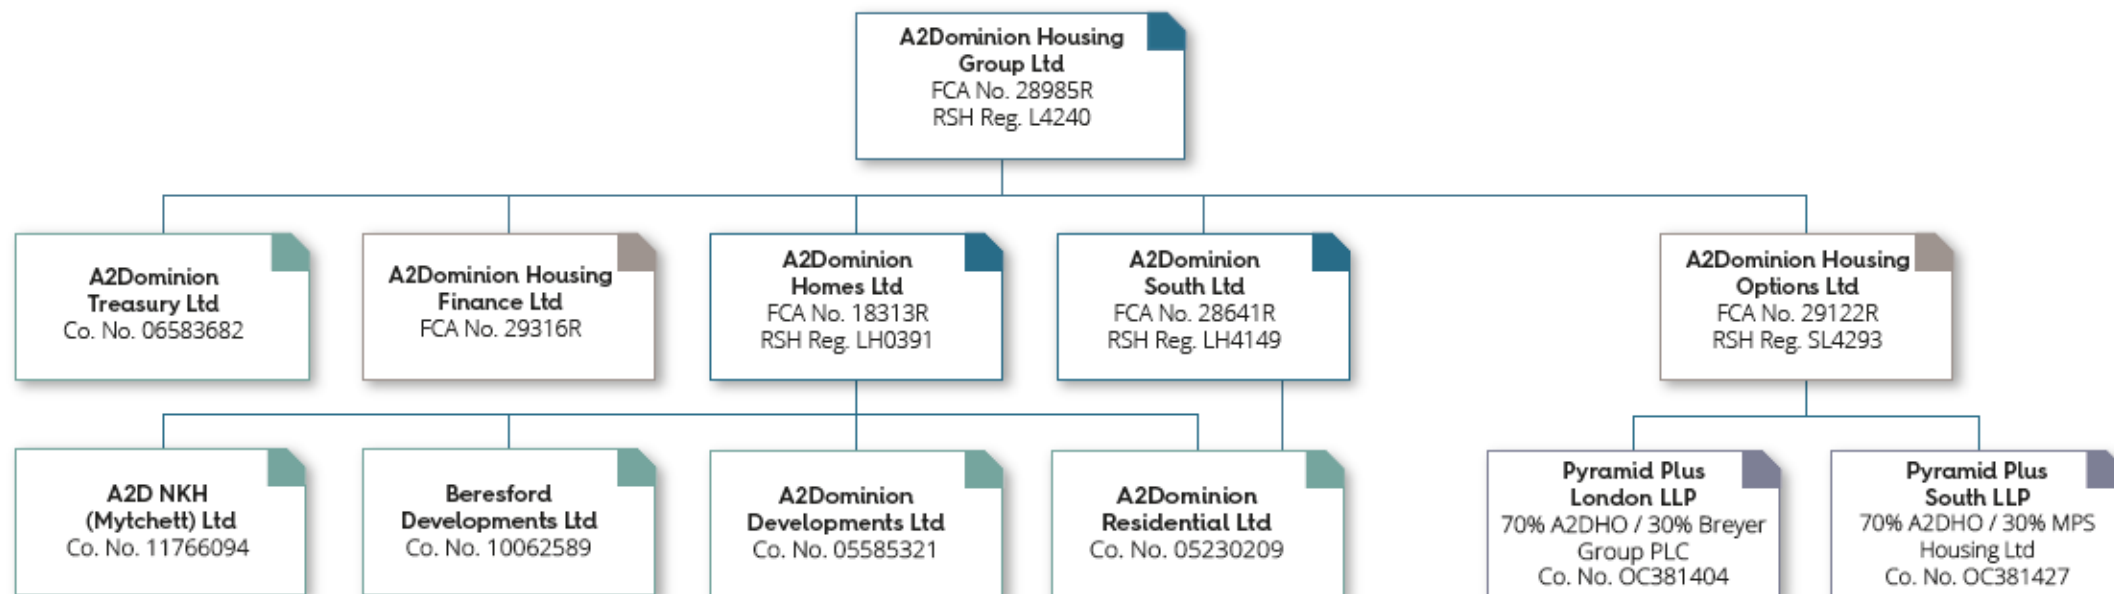 A2Dominion Housing
Group Ltd
FCA No. 28985R
RSH Reg. L4240
A2Dominion
Treasury Ltd
Co. No. 06583682
A2Dominion Housing
Finance Ltd
FCA No. 29316R
A2Dominion
Homes Ltd
FCA No. 18313R
RSH Reg. LH0391
A2Dominion
South Ltd
FCA No. 28641R
RSH Reg. LH4149
A2Dominion Housing
Options Ltd
FCA No. 29122R
RSH Reg. SL4293
A2D NKH
(Mytchett) Ltd
Co. No. 11766094
Beresford
Developments Ltd
Co. No. 10062589
A2Dominion
Developments Ltd
Co. No. 05585321
A2Dominion
Residential Ltd
Co. No. 05230209
Pyramid Plus
London LLP
70% A2DHO / 30% Breyer
Group PLC
Co. No. OC381404
Pyramid Plus
South LLP
70% A2DHO / 30% MPS
Housing Ltd
Co. No. OC381427